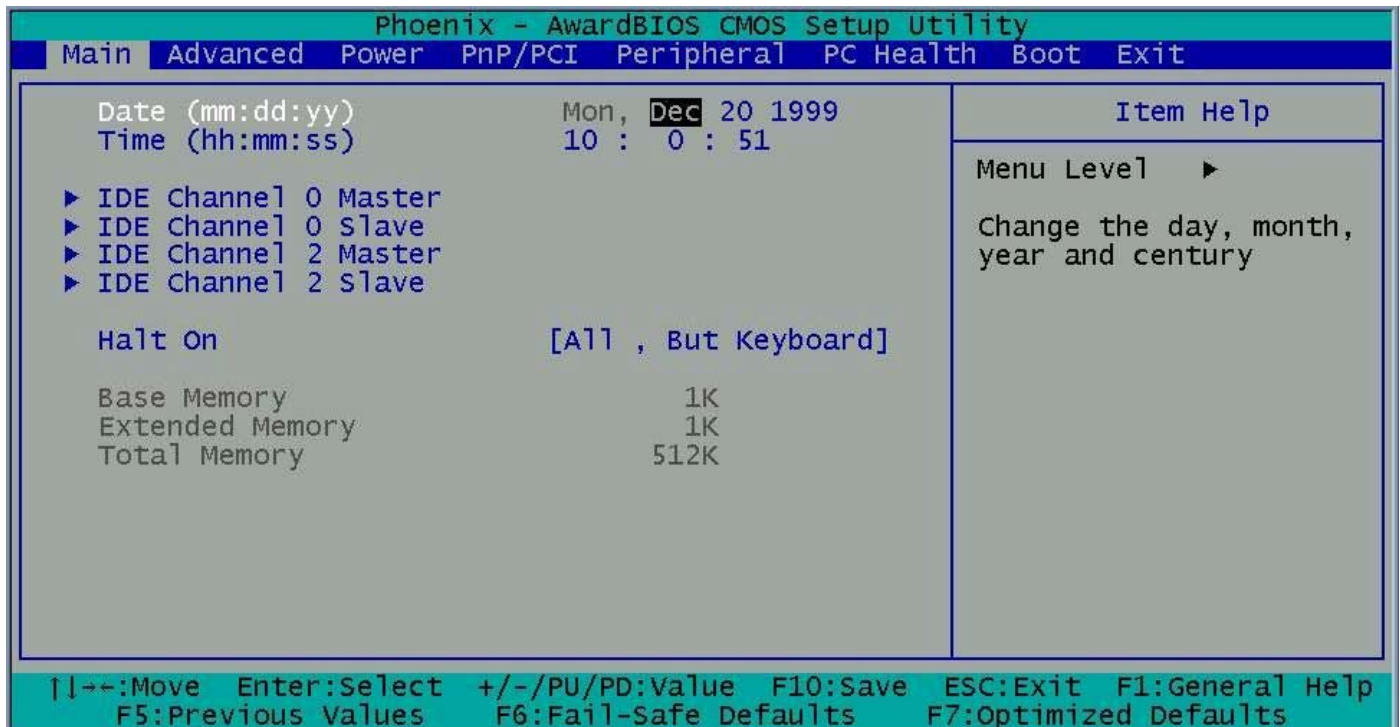 Phoenix - AwardBIOS CMOS Setup Utility
Main Advanced Power PnP/PCI Peripheral PC Health Boot Exit
Date (mm:dd:yy) Mon, Dec 20 1999
Time (hh:mm:ss) 10 : 0 : 51
▶ IDE Channel 0 Master
▶ IDE Channel 0 Slave
▶ IDE Channel 2 Master
▶ IDE Channel 2 Slave
Halt On [All , But Keyboard]
Base Memory 1K
Extended Memory 1K
Total Memory 512K
Item Help
Menu Level ▶
Change the day, month,
year and century
↑↓→←:Move Enter:Select +/-/PU/PD:Value F10:Save ESC:Exit F1:General Help
F5:Previous Values F6:Fail-Safe Defaults F7:Optimized Defaults